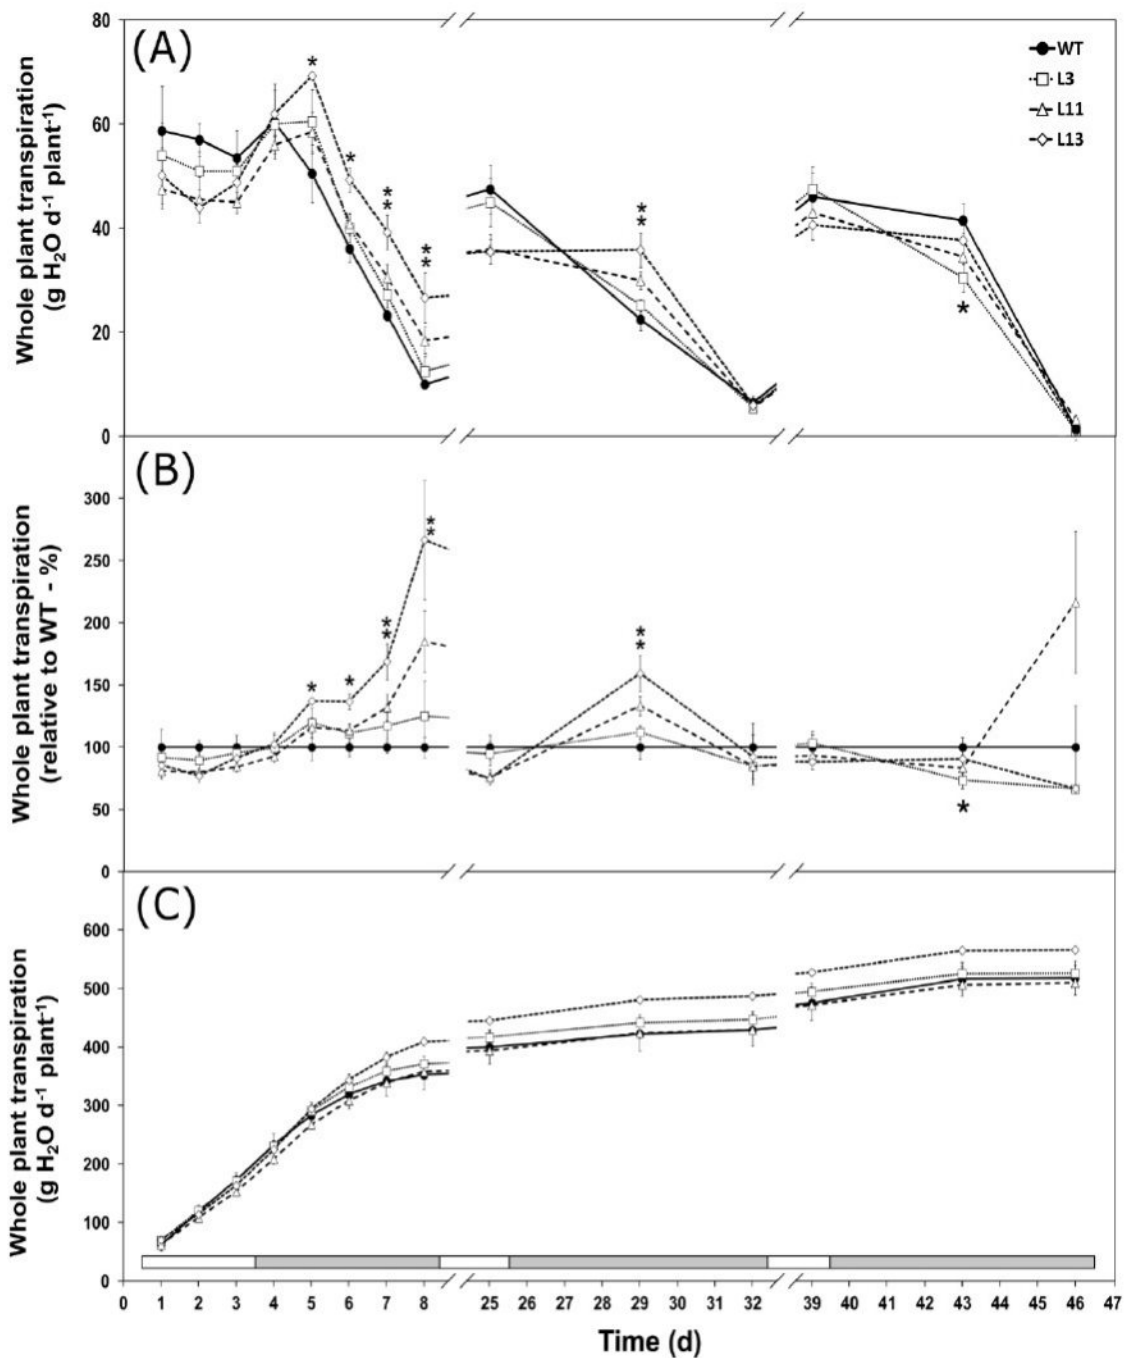 (A)
Whole plant transpiration
(g H₂O d⁻¹ plant⁻¹)
80
60
40
20
0
WT
L3
L11
L13
*
*
*
*
*
*
*
*
*
(B)
Whole plant transpiration
(relative to WT - %)
300
250
200
150
100
50
0
*
*
*
*
*
*
*
*
*
(C)
Whole plant transpiration
(g H₂O d⁻¹ plant⁻¹)
600
500
400
300
200
100
0
0 1 2 3 4 5 6 7 8 25 28 29 30 31 32 39 40 41 42 43 44 45 46 47
Time (d)